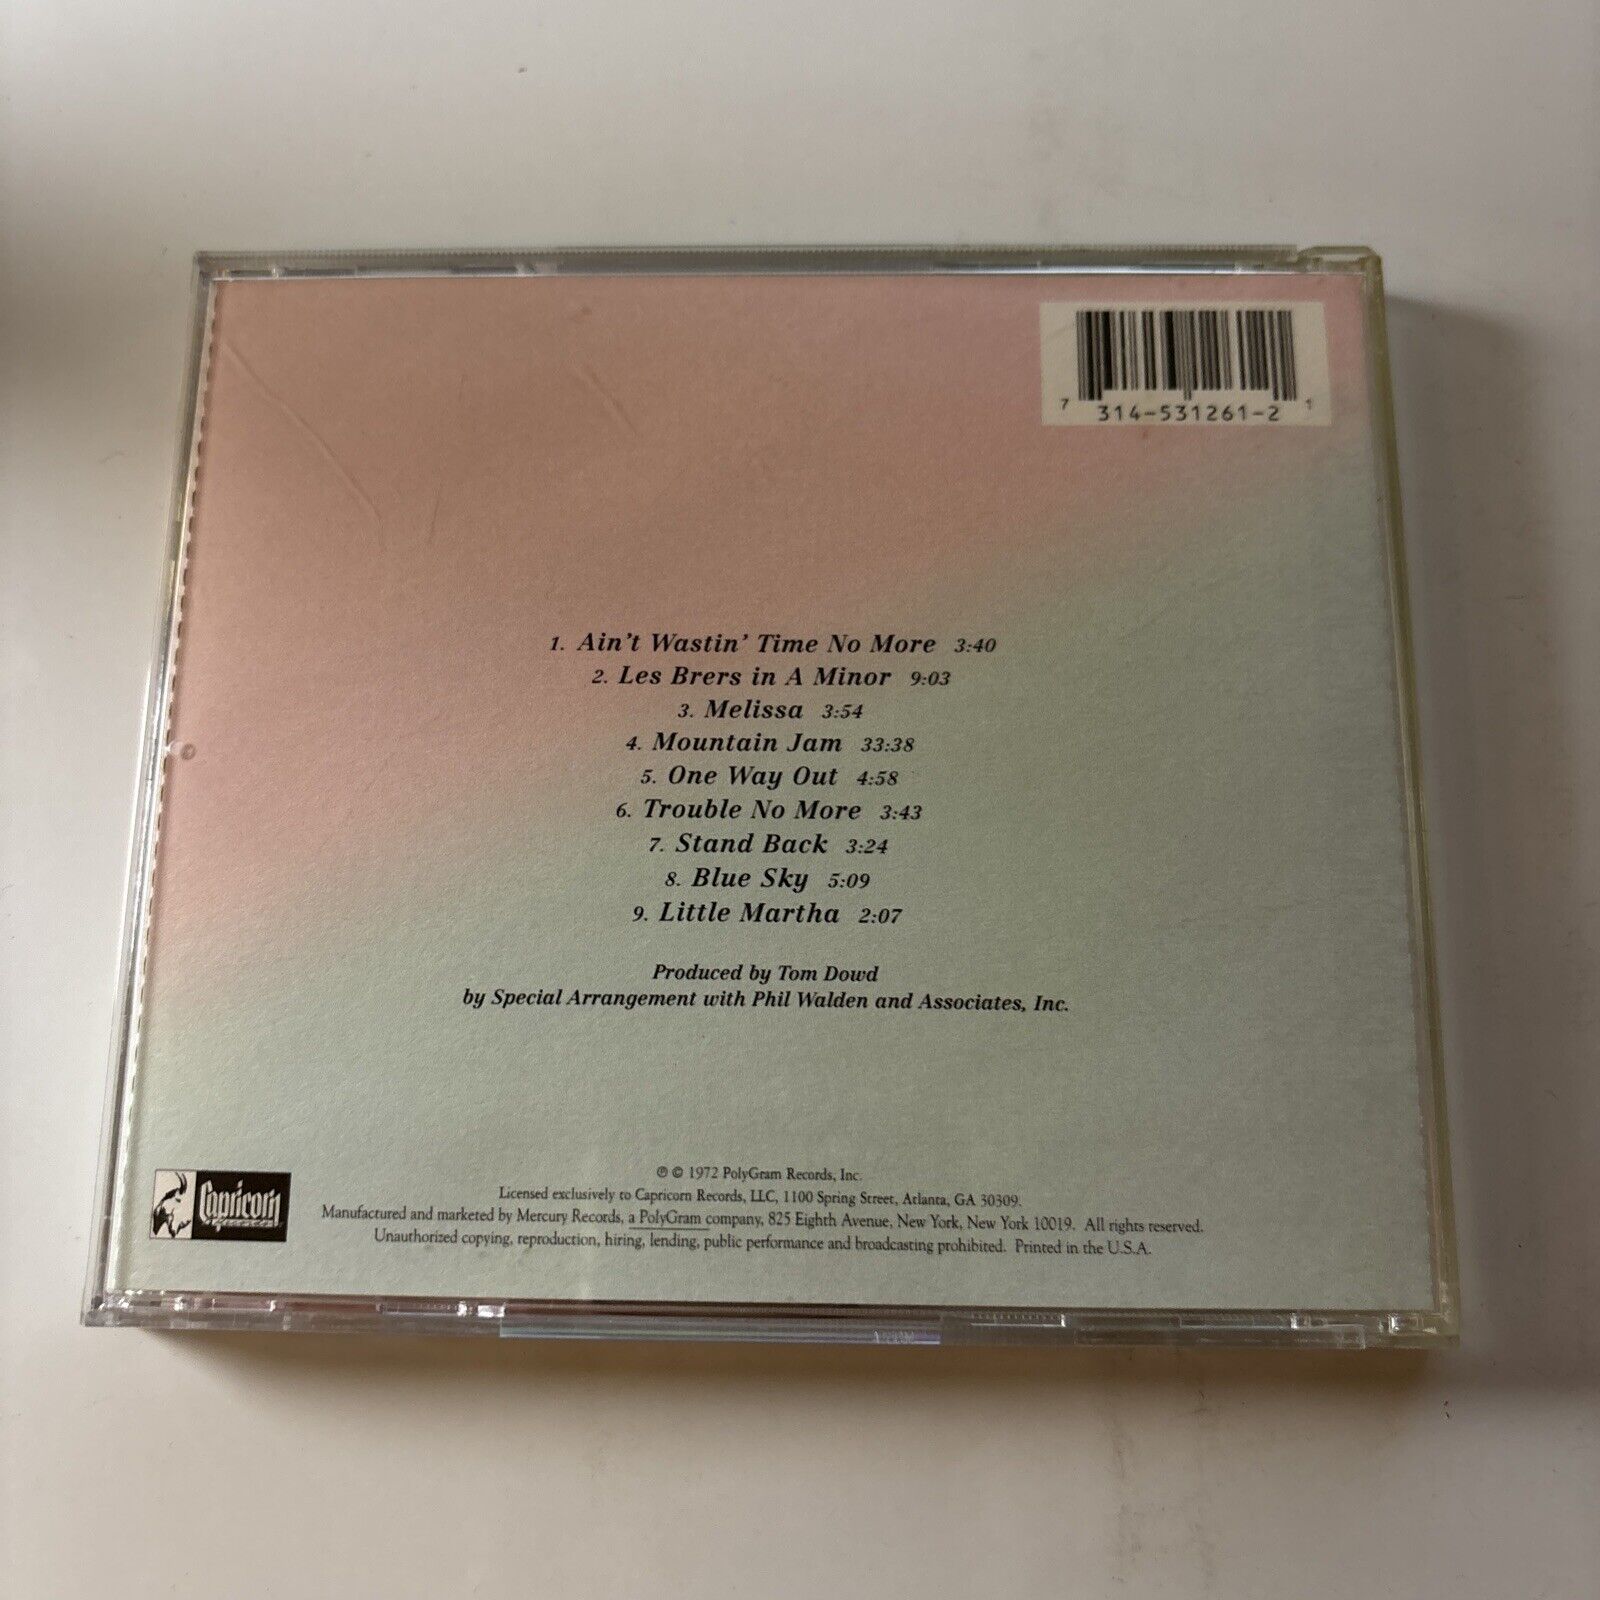 7 314-531261-2 1
1. Ain't Wastin' Time No More 3:40
2. Les Brers in A Minor 9:03
3. Melissa 3:54
4. Mountain Jam 33:38
5. One Way Out 4:58
6. Trouble No More 3:43
7. Stand Back 3:24
8. Blue Sky 5:09
9. Little Martha 2:07
Produced by Tom Dowd
by Special Arrangement with Phil Walden and Associates, Inc.
℗ © 1972 PolyGram Records, Inc.
Licensed exclusively to Capricorn Records, LLC, 1100 Spring Street, Atlanta, GA 30309.
Manufactured and marketed by Mercury Records, a PolyGram company, 825 Eighth Avenue, New York, New York 10019. All rights reserved.
Unauthorized copying, reproduction, hiring, lending, public performance and broadcasting prohibited. Printed in the U.S.A.
Capricorn
Records